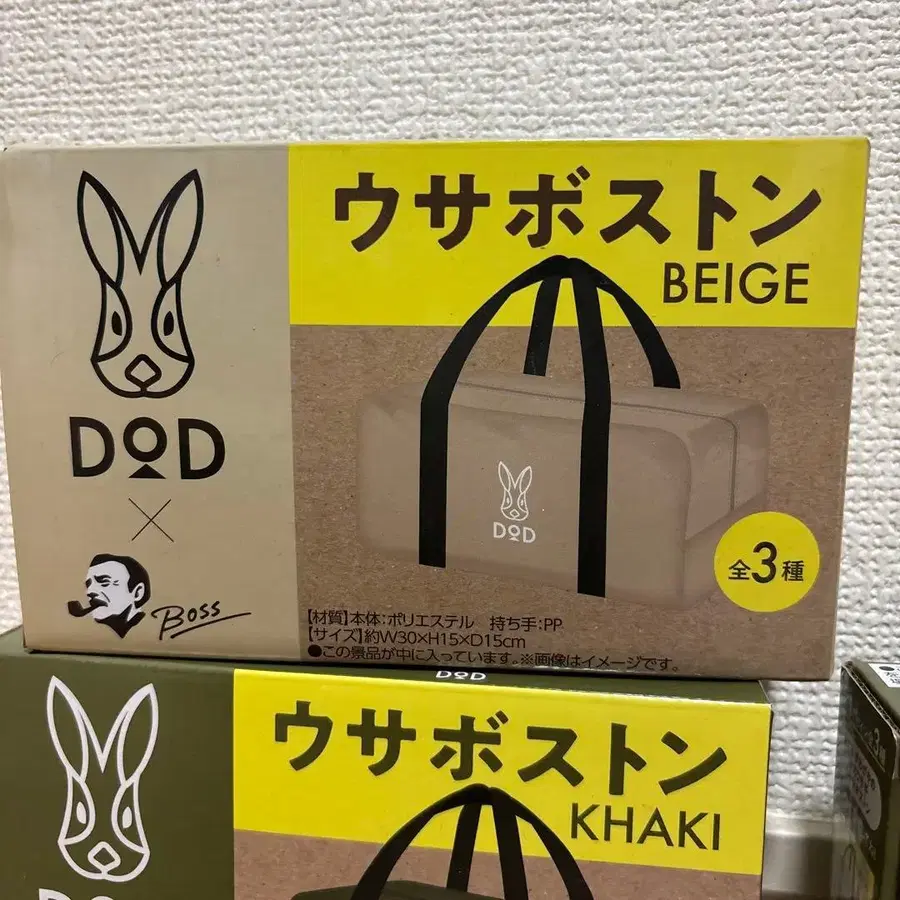 ウサボストン
BEIGE
DOD
×
BOSS
DOD
全3種
【材質】本体:ポリエステル 持ち手:PP
【サイズ】約W30×H15×D15cm
●この景品が中に入っています。※画像はイメージです。
DOD
ウサボストン
KHAKI
DOD